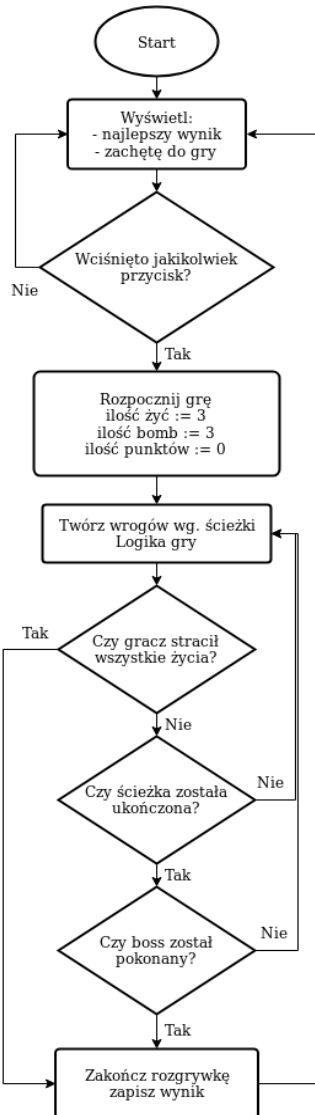 Start
Wyświetl:
- najlepszy wynik
- zachętę do gry
Wciśnięto jakikolwiek
przycisk?
Nie
Tak
Rozpocznij grę
ilość żyć := 3
ilość bomb := 3
ilość punktów := 0
Twórz wrogów wg. ścieżki
Logika gry
Tak
Czy gracz stracił
wszystkie życia?
Nie
Czy ścieżka została
ukończona?
Nie
Tak
Czy boss został
pokonany?
Nie
Tak
Zakończ rozgrywkę
zapisz wynik